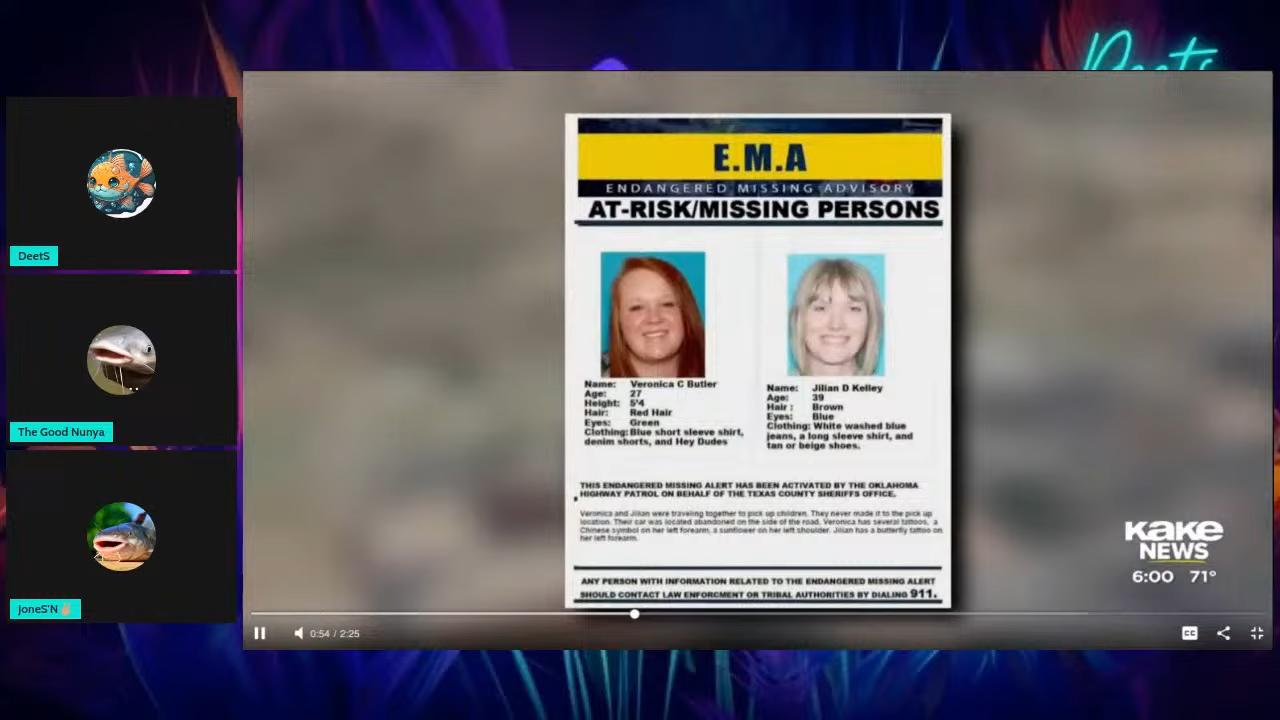 Deets
DeetS
The Good Nunya
JoneS'N✌🏼
E.M.A
ENDANGERED MISSING ADVISORY
AT-RISK/MISSING PERSONS
Name: Veronica C Butler
Age: 27
Height: 5'4
Hair: Red Hair
Eyes: Green
Clothing: Blue short sleeve shirt,
denim shorts, and Hey Dudes
Name: Jilian D Kelley
Age: 39
Hair : Brown
Eyes: Blue
Clothing: White washed blue
jeans, a long sleeve shirt, and
tan or beige shoes.
THIS ENDANGERED MISSING ALERT HAS BEEN ACTIVATED BY THE OKLAHOMA
HIGHWAY PATROL ON BEHALF OF THE TEXAS COUNTY SHERIFFS OFFICE.
Veronica and Jilian were traveling together to pick up children. They never made it to the pick up
location. Their car was located abandoned on the side of the road. Veronica has several tattoos, a
Chinese symbol on her left forearm, a sunflower on her left shoulder. Jilian has a butterfly tattoo on
her left forearm.
ANY PERSON WITH INFORMATION RELATED TO THE ENDANGERED MISSING ALERT
SHOULD CONTACT LAW ENFORCMENT OR TRIBAL AUTHORITIES BY DIALING 911.
KAKE
NEWS
6:00 71°
0:54 / 2:25
CC